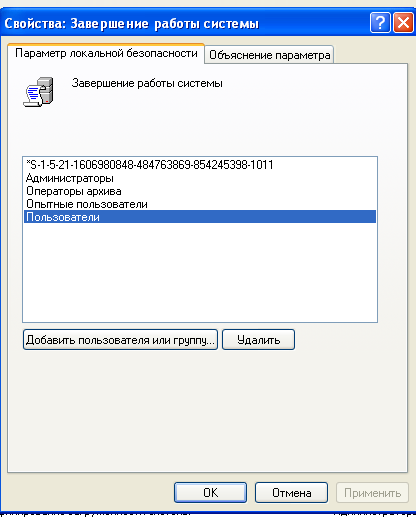 Свойства: Завершение работы системы
Параметр локальной безопасности
Объяснение параметра
Завершение работы системы
*S-1-5-21-1606980848-484763869-854245398-1011
Администраторы
Операторы архива
Опытные пользователи
Пользователи
Добавить пользователя или группу...
Удалить
OK
Отмена
Применить